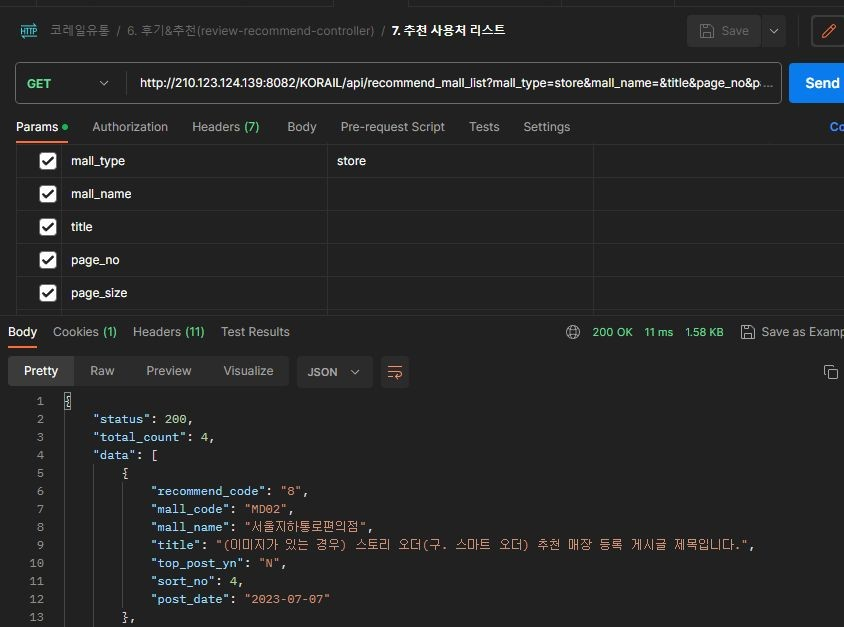 HTTP 코레일유통 / 6. 후기&추천(review-recommend-controller) / 7. 추천 사용처 리스트 Save
GET http://210.123.124.139:8082/KORAIL/api/recommend_mall_list?mall_type=store&mall_name=&title&page_no&p... Send
Params Authorization Headers (7) Body Pre-request Script Tests Settings Co
mall_type store
mall_name
title
page_no
page_size
Body Cookies (1) Headers (11) Test Results 200 OK 11 ms 1.58 KB Save as Examp
Pretty Raw Preview Visualize JSON
1 {
2 "status": 200,
3 "total_count": 4,
4 "data": [
5 {
6 "recommend_code": "8",
7 "mall_code": "MD02",
8 "mall_name": "서울지하통로편의점",
9 "title": "(이미지가 있는 경우) 스토리 오더(구. 스마트 오더) 추천 매장 등록 게시글 제목입니다.",
10 "top_post_yn": "N",
11 "sort_no": 4,
12 "post_date": "2023-07-07"
13 },